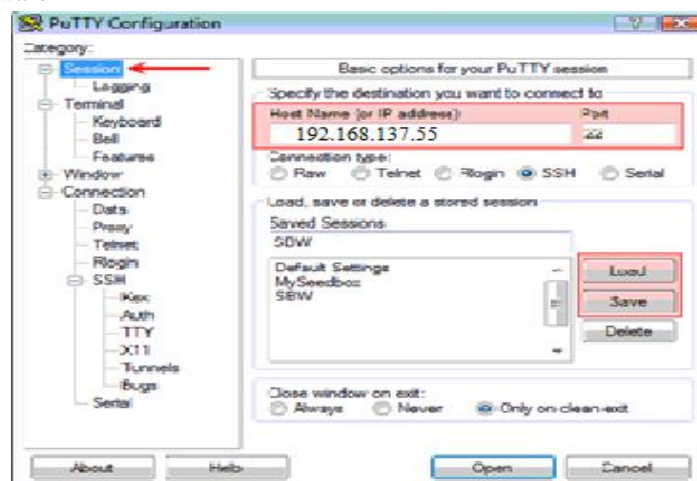 PuTTY Configuration
Category:
Session
Logging
Terminal
Keyboard
Bell
Features
Window
Connection
Data
Proxy
Telnet
Rlogin
SSH
Kex
Auth
TTY
X11
Tunnels
Bugs
Serial
Basic options for your PuTTY session
Specify the destination you want to connect to
Host Name (or IP address): Port
192.168.137.55 22
Connection type:
Raw Telnet Rlogin SSH Serial
Load, save or delete a stored session
Saved Sessions
SBW
Default Settings
MySeedbox
SBW
Load
Save
Delete
Close window on exit:
Always Never Only on clean exit
About Help Open Cancel